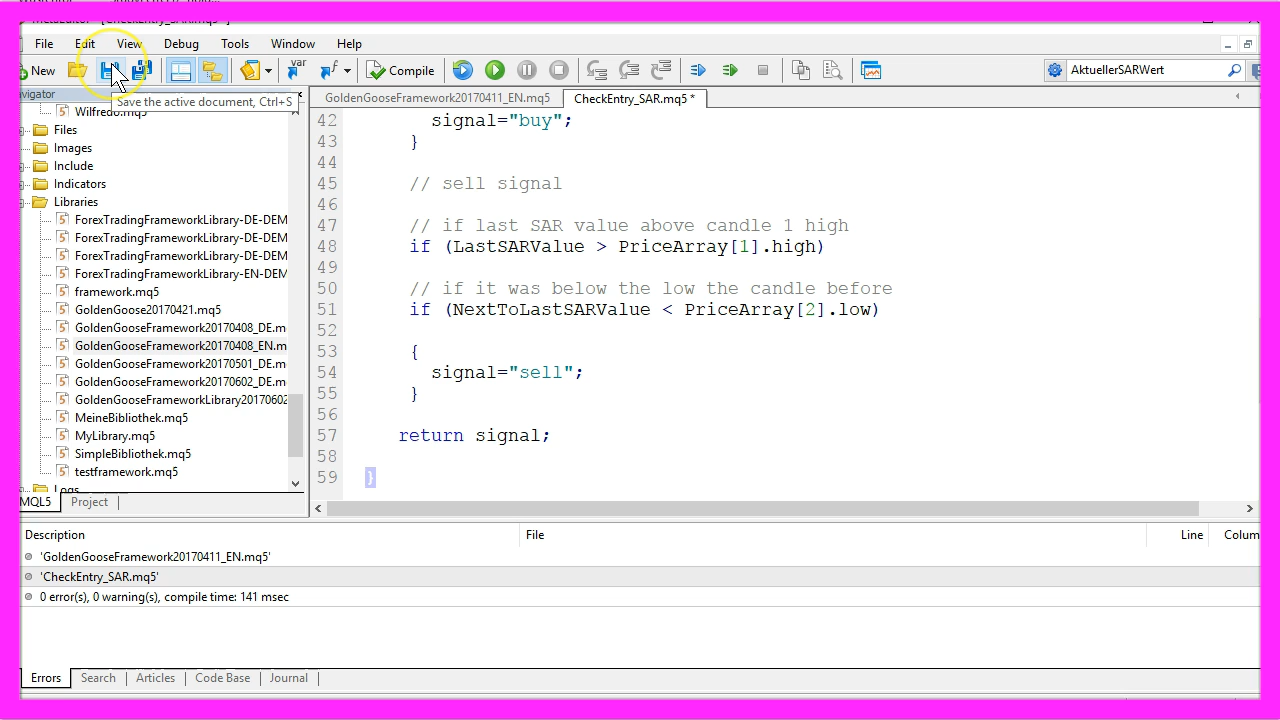 File Edit View Debug Tools Window Help
New Compile AktuellerSARWert
Save the active document, Ctrl+S
GoldenGooseFramework20170411_EN.mq5 CheckEntry_SAR.mq5 *
Wilfredo.mq5
Files
Images
Include
Indicators
Libraries
ForexTradingFrameworkLibrary-DE-DEM
ForexTradingFrameworkLibrary-DE-DEM
ForexTradingFrameworkLibrary-DE-DEM
ForexTradingFrameworkLibrary-EN-DEM
framework.mq5
GoldenGoose20170421.mq5
GoldenGooseFramework20170408_DE.m
GoldenGooseFramework20170408_EN.m
GoldenGooseFramework20170501_DE.m
GoldenGooseFramework20170602_DE.m
GoldenGooseFrameworkLibrary20170602
MeineBibliothek.mq5
MyLibrary.mq5
SimpleBibliothek.mq5
testframework.mq5
Logs
MQL5 Project
42 signal="buy";
43 }
44
45 // sell signal
46
47 // if last SAR value above candle 1 high
48 if (LastSARValue > PriceArray[1].high)
49
50 // if it was below the low the candle before
51 if (NextToLastSARValue < PriceArray[2].low)
52
53 {
54 signal="sell";
55 }
56
57 return signal;
58
59 }
Description File Line Colum
'GoldenGooseFramework20170411_EN.mq5'
'CheckEntry_SAR.mq5'
0 error(s), 0 warning(s), compile time: 141 msec
Errors Search Articles Code Base Journal